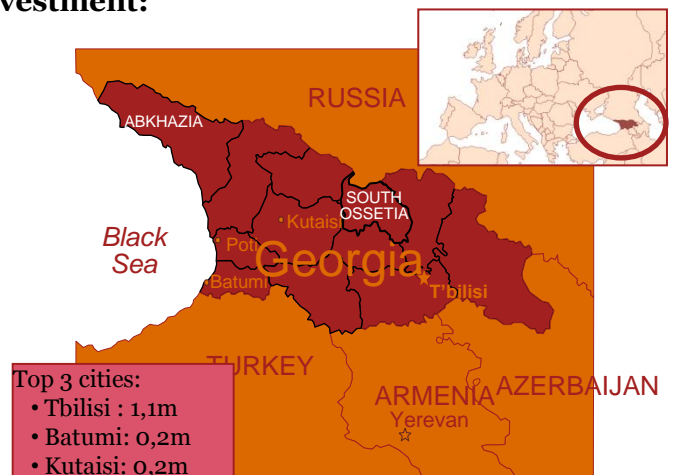 vestment:
RUSSIA
ABKHAZIA
SOUTH
OSSETIA
Kutaisi
Black
Sea
Poti
Georgia
Batumi
T'bilisi
TURKEY
ARMENIA
AZERBAIJAN
Yerevan
Top 3 cities:
• Tbilisi : 1,1m
• Batumi: 0,2m
• Kutaisi: 0,2m